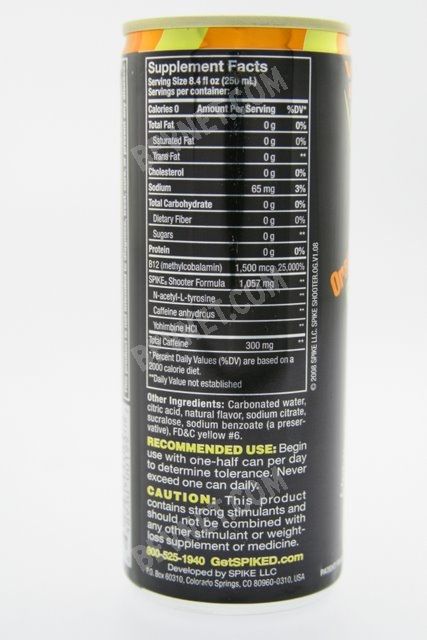 Supplement Facts
Serving Size 8.4 fl oz (250 mL)
Servings per container:
Calories 0 Amount Per Serving %DV*
Total Fat 0 g 0%
Saturated Fat 0 g 0%
Trans Fat 0 g **
Cholesterol 0 g 0%
Sodium 65 mg 3%
Total Carbohydrate 0 g 0%
Dietary Fiber 0 g 0%
Sugars 0 g **
Protein 0 g 0%
B12 (methylcobalamin) 1,500 mcg 25,000%
SPIKE® Shooter Formula 1,057 mg **
N-acetyl-L-tyrosine **
Caffeine anhydrous **
Yohimbine HCl **
Total Caffeine 300 mg **
*Percent Daily Values (%DV) are based on a
2000 calorie diet.
**Daily Value not established
Other Ingredients: Carbonated water,
citric acid, natural flavor, sodium citrate,
sucralose, sodium benzoate (a preser-
vative), FD&C yellow #6.
RECOMMENDED USE: Begin
use with one-half can per day
to determine tolerance. Never
exceed one can daily.
CAUTION: This product
contains strong stimulants and
should not be combined with
any other stimulant or weight-
loss supplement or medicine.
800-525-1940 GetSPIKED.com
Developed by SPIKE LLC
P.O. Box 60310, Colorado Springs, CO 80960-0310, USA
© 2008 SPIKE LLC. SPIKE SHOOTER.OG.V1.08
BEVNET.COM
BEVNET.COM
BEVNET.COM
BEVNET.COM